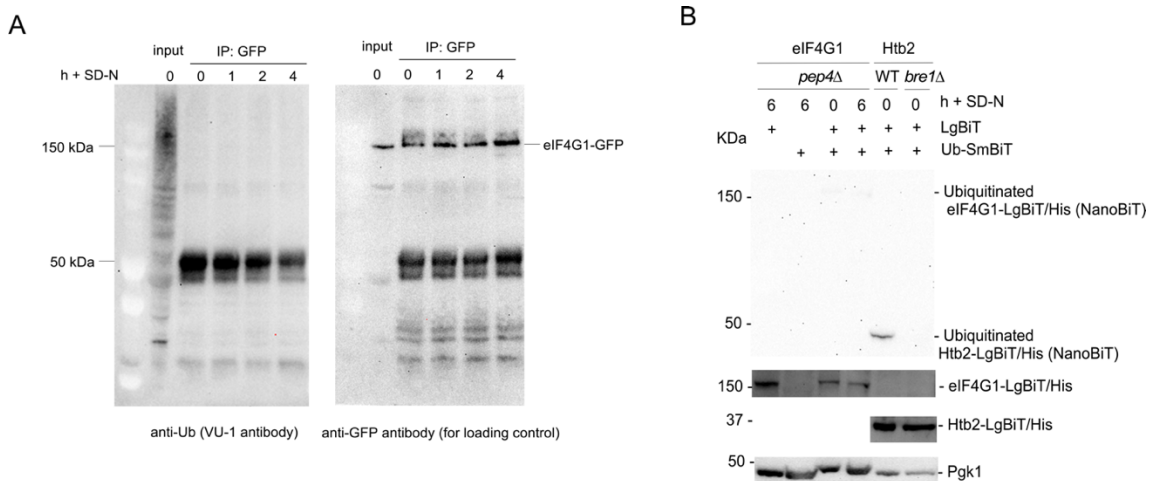 A
input IP: GFP
h + SD-N 0 0 1 2 4
150 kDa
50 kDa
anti-Ub (VU-1 antibody)
input IP: GFP
0 0 1 2 4
eIF4G1-GFP
anti-GFP antibody (for loading control)
B
eIF4G1 Htb2
pep4Δ WT bre1Δ
6 6 0 6 0 0 h + SD-N
KDa + + + + + LgBiT
+ + + + + Ub-SmBiT
150 - - Ubiquitinated
eIF4G1-LgBiT/His (NanoBiT)
50 - - Ubiquitinated
Htb2-LgBiT/His (NanoBiT)
150 - - eIF4G1-LgBiT/His
37 - - Htb2-LgBiT/His
50 - - Pgk1